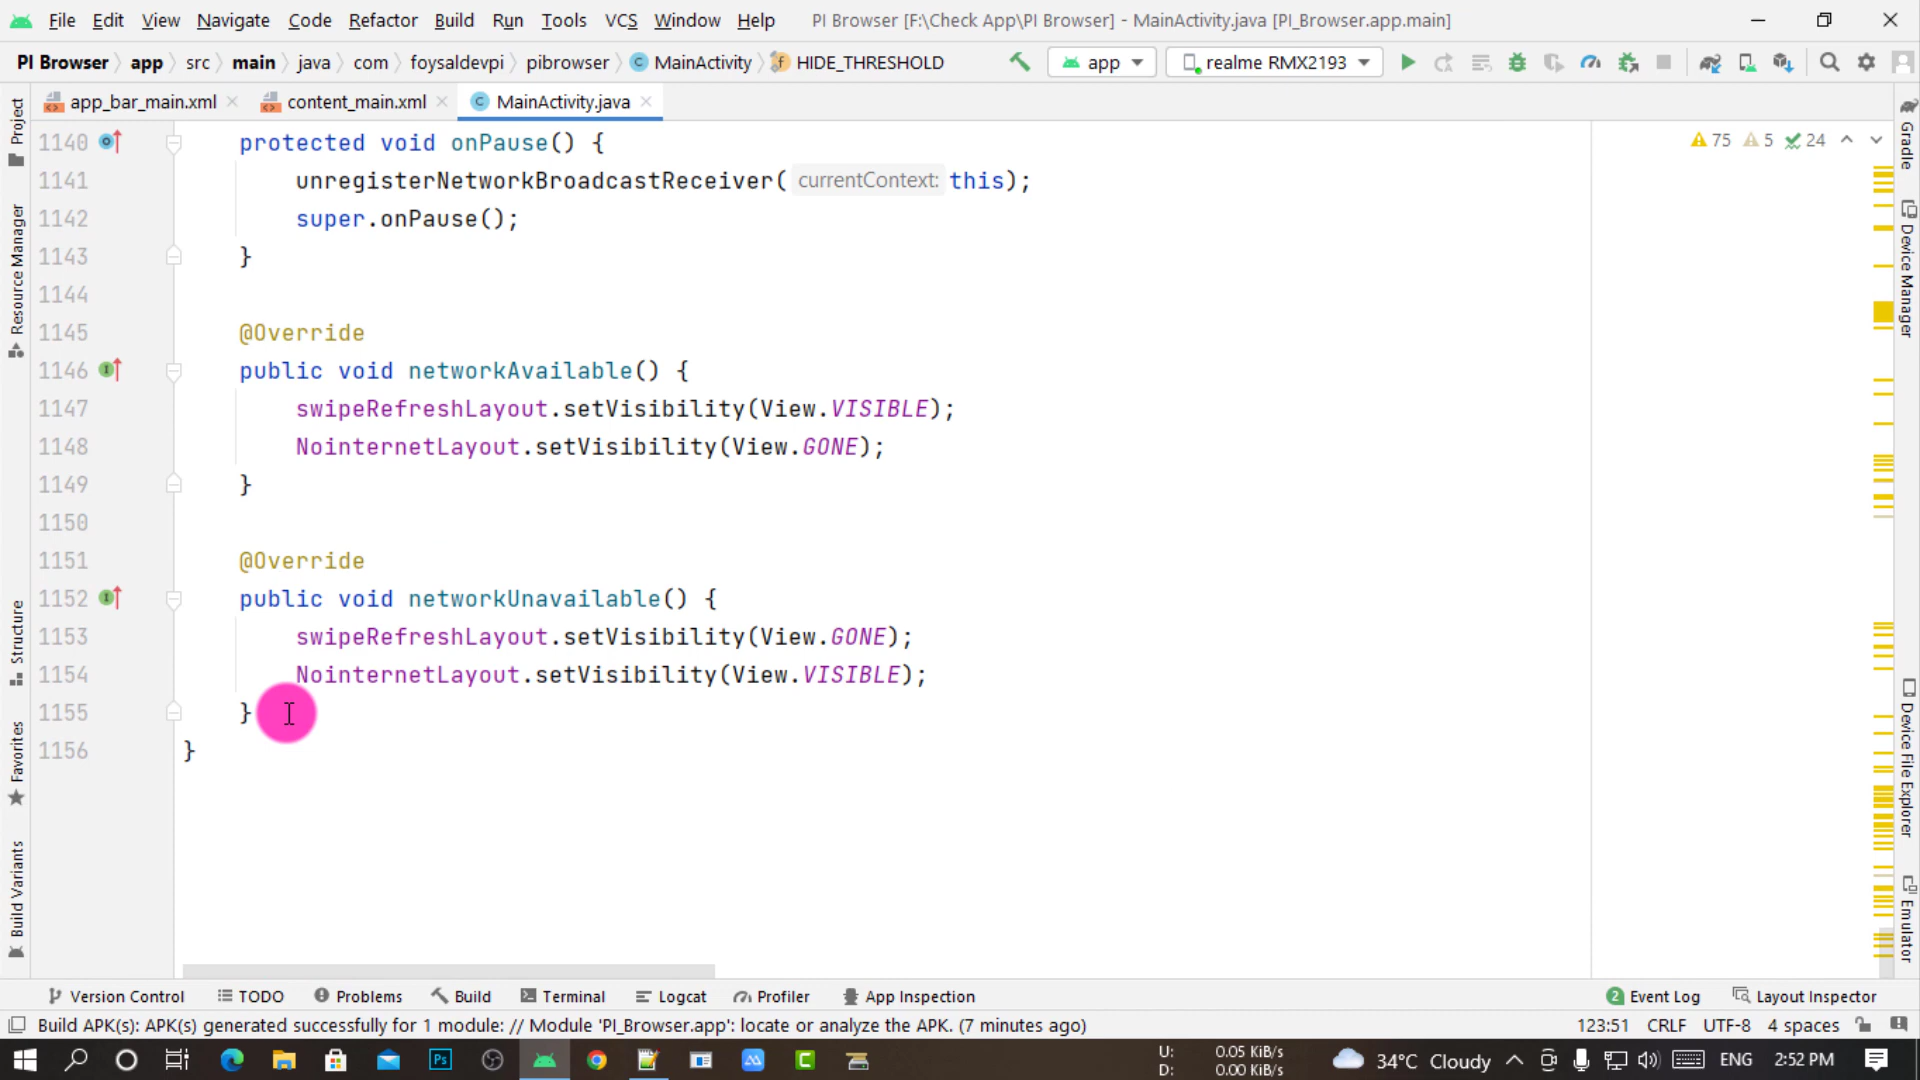 File Edit View Navigate Code Refactor Build Run Tools VCS Window Help PI Browser [F:\Check App\PI Browser] - MainActivity.java [PI_Browser.app.main]
PI Browser app src main java com foysaldevpi pibrowser MainActivity HIDE_THRESHOLD app realme RMX2193
app_bar_main.xml content_main.xml MainActivity.java
75 5 24
1140 protected void onPause() {
1141 unregisterNetworkBroadcastReceiver( currentContext: this);
1142 super.onPause();
1143 }
1144
1145 @Override
1146 public void networkAvailable() {
1147 swipeRefreshLayout.setVisibility(View.VISIBLE);
1148 NointernetLayout.setVisibility(View.GONE);
1149 }
1150
1151 @Override
1152 public void networkUnavailable() {
1153 swipeRefreshLayout.setVisibility(View.GONE);
1154 NointernetLayout.setVisibility(View.VISIBLE);
1155 }
1156 }
Project
Resource Manager
Structure
Favorites
Build Variants
Gradle
Device Manager
Device File Explorer
Emulator
Version Control TODO Problems Build Terminal Logcat Profiler App Inspection 2 Event Log Layout Inspector
Build APK(s): APK(s) generated successfully for 1 module: // Module 'PI_Browser.app': locate or analyze the APK. (7 minutes ago) 123:51 CRLF UTF-8 4 spaces
U: 0.05 KiB/s
D: 0.00 KiB/s
34°C Cloudy ENG 2:52 PM